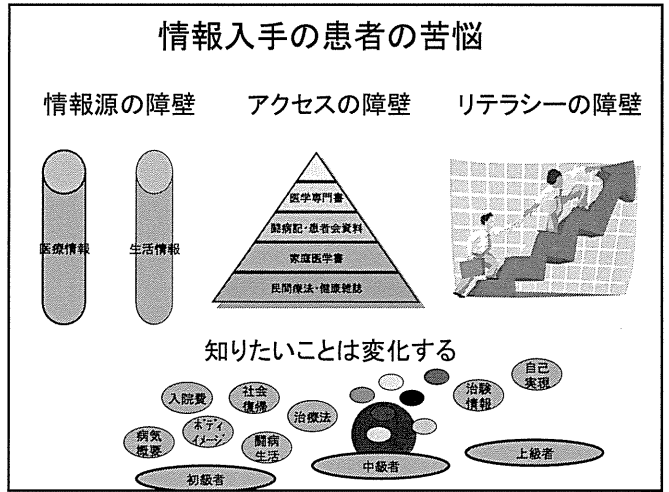 情報入手の患者の苦悩
情報源の障壁
アクセスの障壁
リテラシーの障壁
医療情報
生活情報
医学専門書
闘病記・患者会資料
家庭医学書
民間療法・健康雑誌
知りたいことは変化する
入院費
社会
復帰
治療法
治験
情報
自己
実現
病気
概要
ボディ
イメージ
闘病
生活
初級者
中級者
上級者